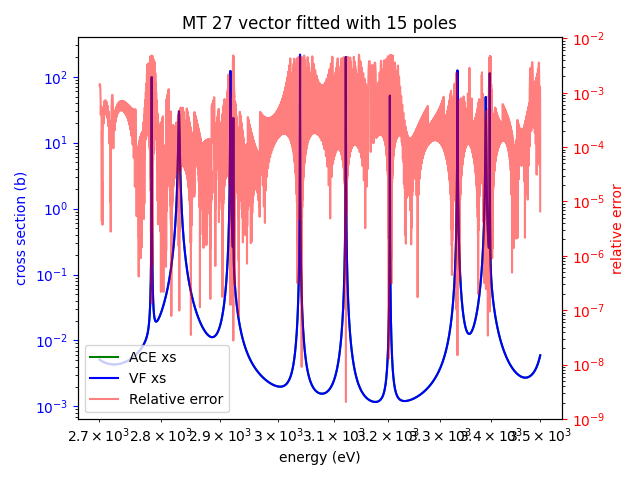 MT 27 vector fitted with 15 poles
10²
10¹
10⁰
10⁻¹
10⁻²
10⁻³
cross section (b)
10⁻²
10⁻³
10⁻⁴
10⁻⁵
10⁻⁶
10⁻⁷
10⁻⁸
10⁻⁹
relative error
ACE xs
VF xs
Relative error
2.7 × 10³ 2.8 × 10³ 2.9 × 10³ 3 × 10³ 3.1 × 10³ 3.2 × 10³ 3.3 × 10³ 3.4 × 10³ 3.5 × 10³
energy (eV)